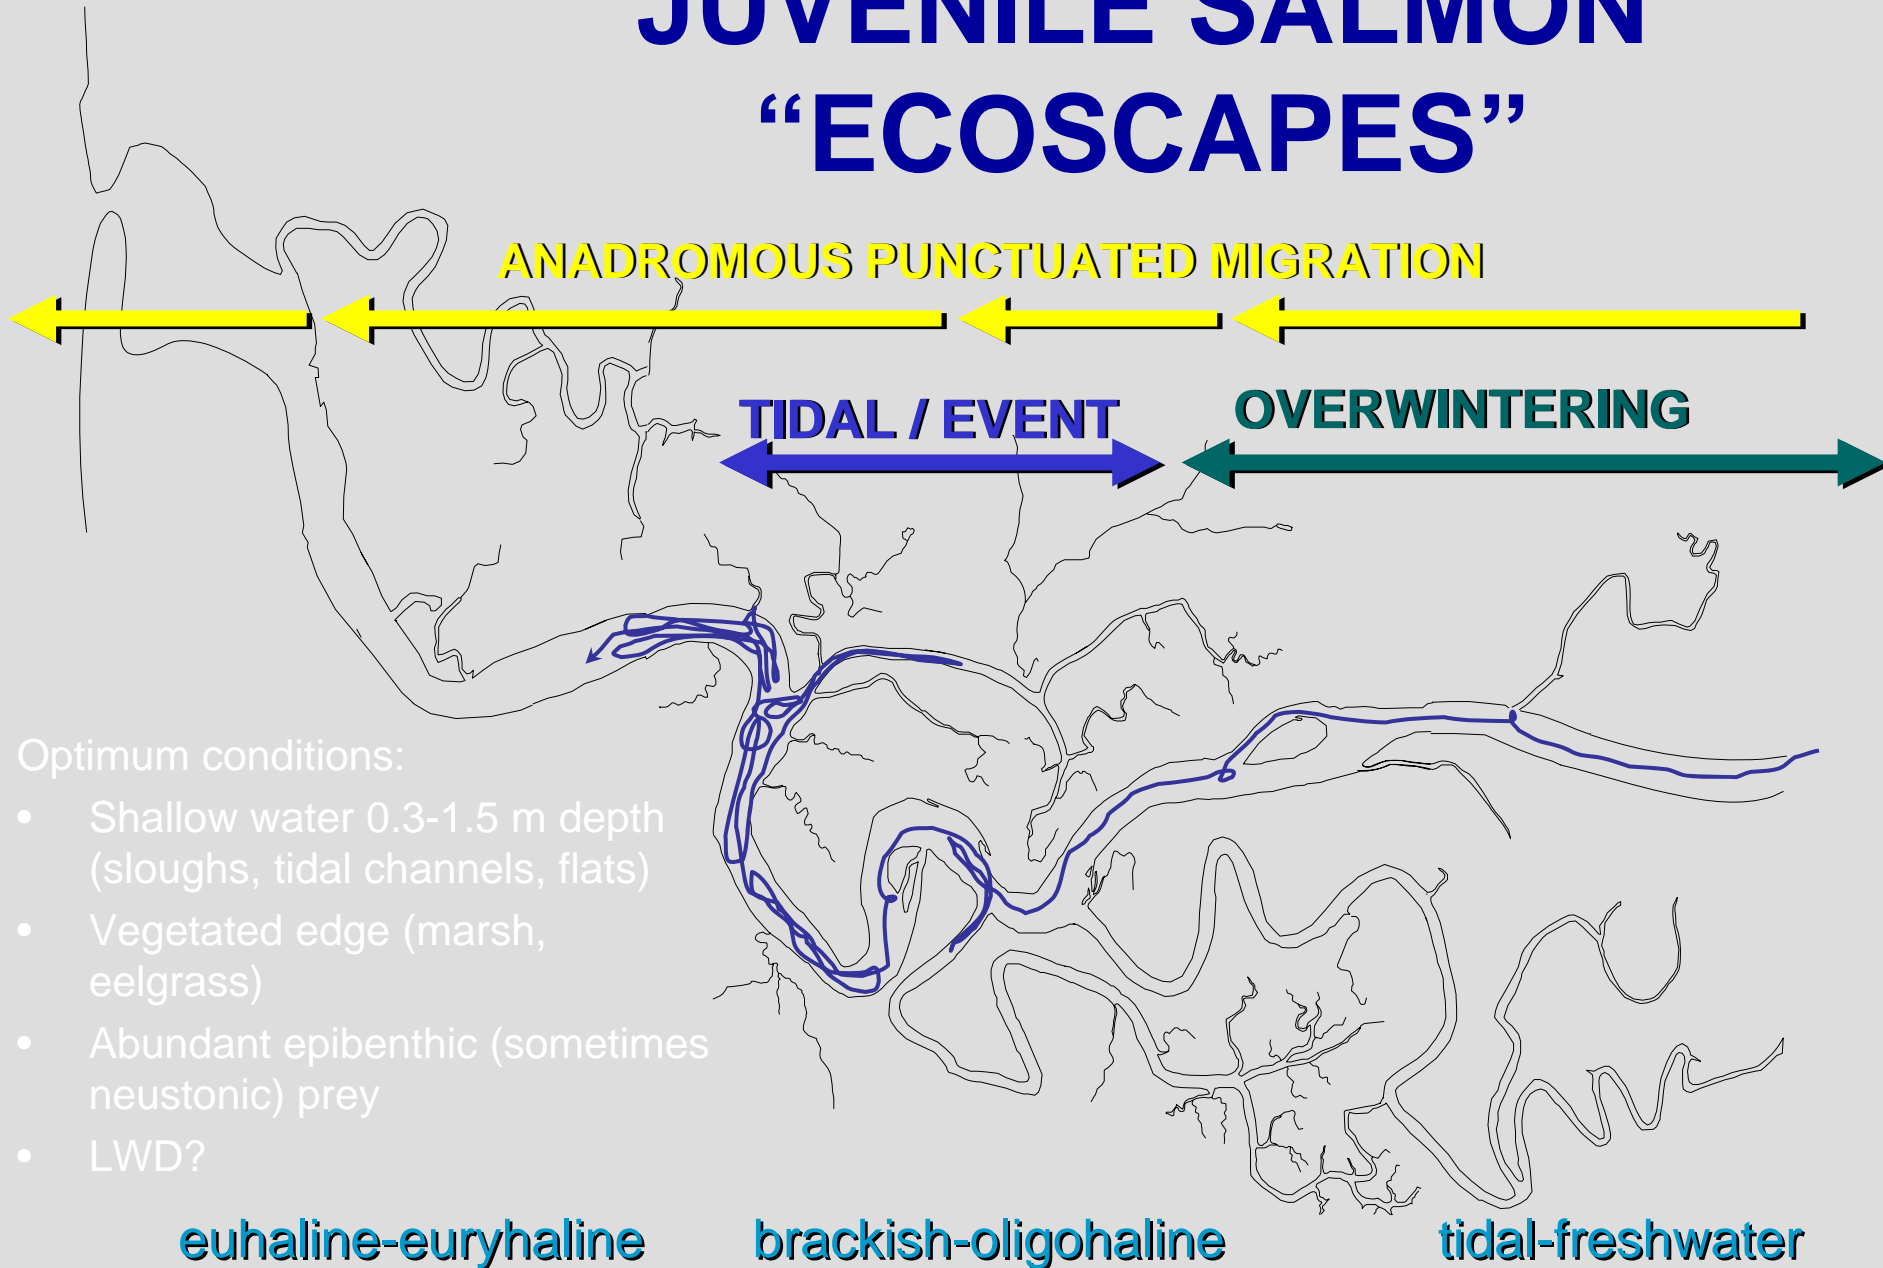 JUVENILE SALMON
“ECOSCAPES”
ANADROMOUS PUNCTUATED MIGRATION
TIDAL / EVENT
OVERWINTERING
Optimum conditions:
• Shallow water 0.3-1.5 m depth
(sloughs, tidal channels, flats)
• Vegetated edge (marsh,
eelgrass)
• Abundant epibenthic (sometimes
neustonic) prey
• LWD?
euhaline-euryhaline
brackish-oligohaline
tidal-freshwater